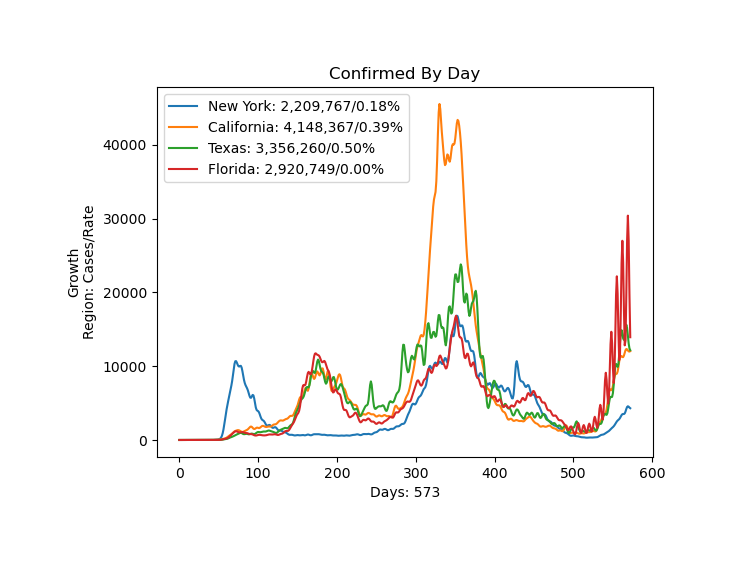 Confirmed By Day
New York: 2,209,767/0.18%
California: 4,148,367/0.39%
Texas: 3,356,260/0.50%
Florida: 2,920,749/0.00%
Growth
Region: Cases/Rate
40000
30000
20000
10000
0
0 100 200 300 400 500 600
Days: 573